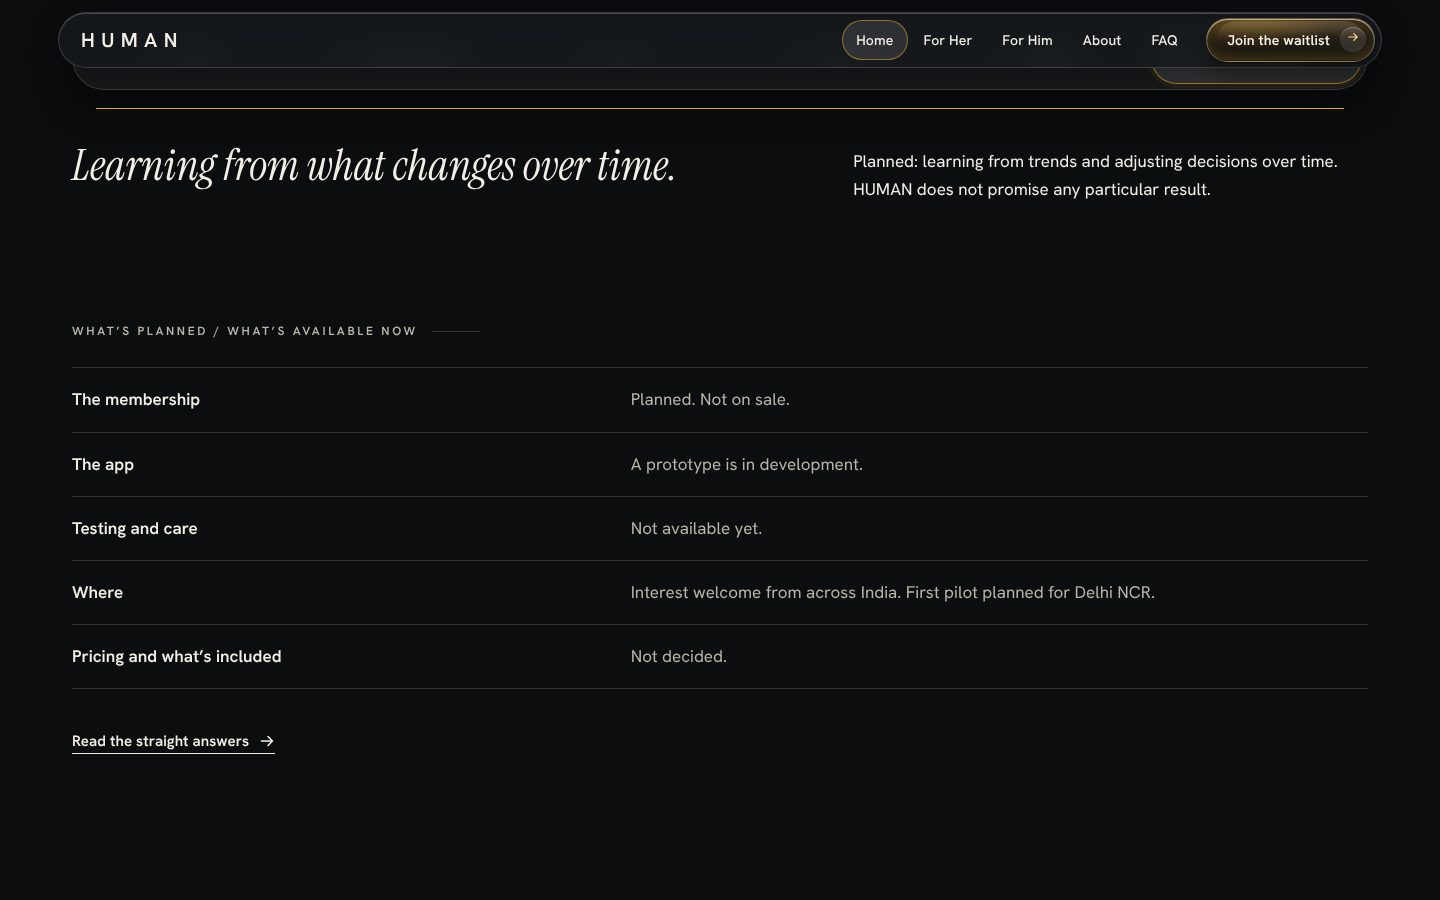 HUMAN
Home
For Her
For Him
About
FAQ
Join the waitlist →
Learning from what changes over time.
Planned: learning from trends and adjusting decisions over time.
HUMAN does not promise any particular result.
WHAT’S PLANNED / WHAT’S AVAILABLE NOW
The membership
Planned. Not on sale.
The app
A prototype is in development.
Testing and care
Not available yet.
Where
Interest welcome from across India. First pilot planned for Delhi NCR.
Pricing and what’s included
Not decided.
Read the straight answers →